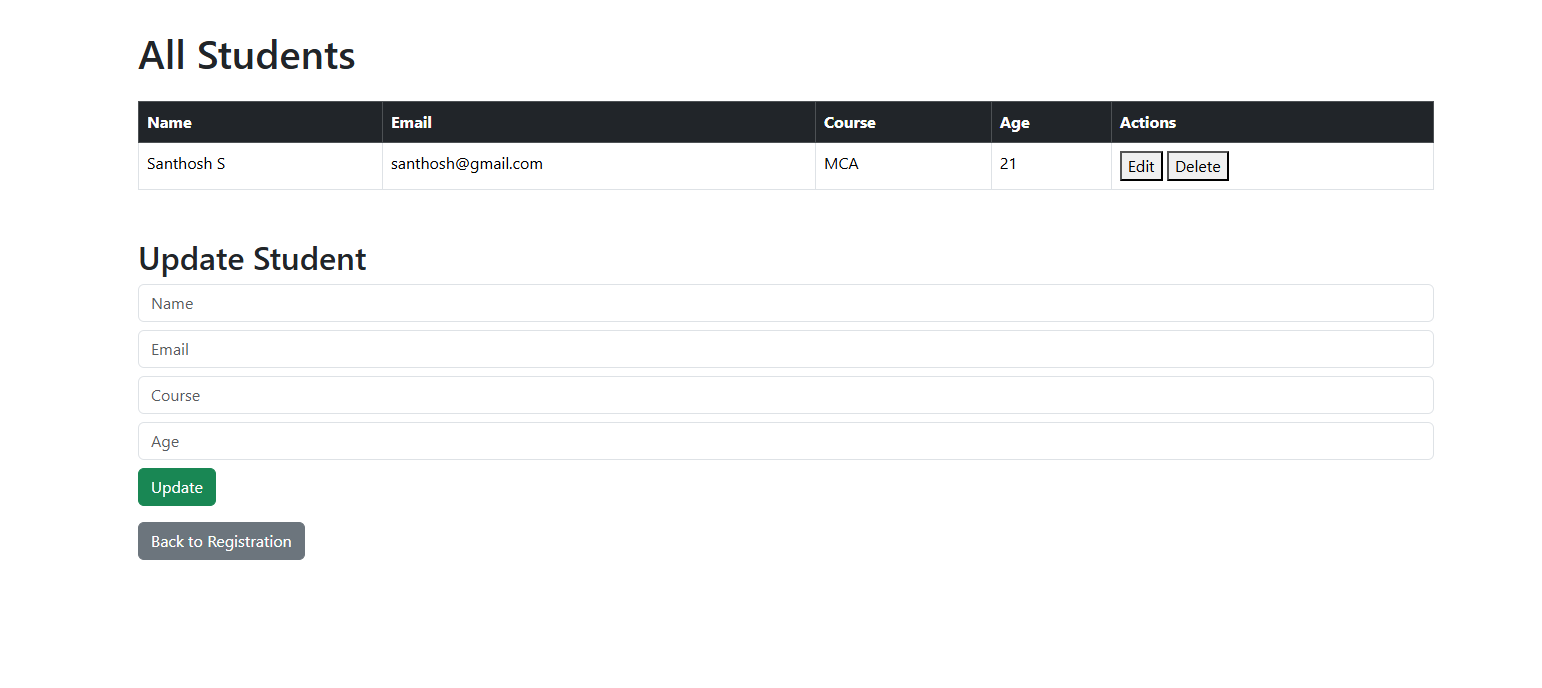 All Students
Name Email Course Age Actions
Santhosh S santhosh@gmail.com MCA 21 Edit Delete
Update Student
Name
Email
Course
Age
Update
Back to Registration